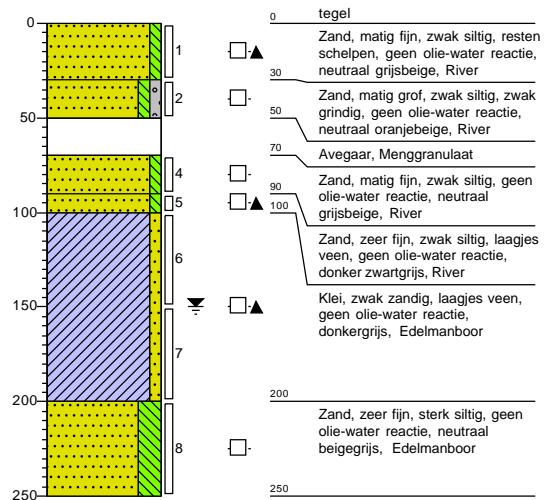 0
50
100
150
200
250
1
2
4
5
6
7
8
0
tegel
Zand, matig fijn, zwak siltig, resten
schelpen, geen olie-water reactie,
neutraal grijsbeige, River
30
Zand, matig grof, zwak siltig, zwak
grindig, geen olie-water reactie,
neutraal oranjebeige, River
50
70
Avegaar, Menggranulaat
Zand, matig fijn, zwak siltig, geen
olie-water reactie, neutraal
grijsbeige, River
90
100
Zand, zeer fijn, zwak siltig, laagjes
veen, geen olie-water reactie,
donker zwartgrijs, River
Klei, zwak zandig, laagjes veen,
geen olie-water reactie,
donkergrijs, Edelmanboor
200
Zand, zeer fijn, sterk siltig, geen
olie-water reactie, neutraal
beigegrijs, Edelmanboor
250